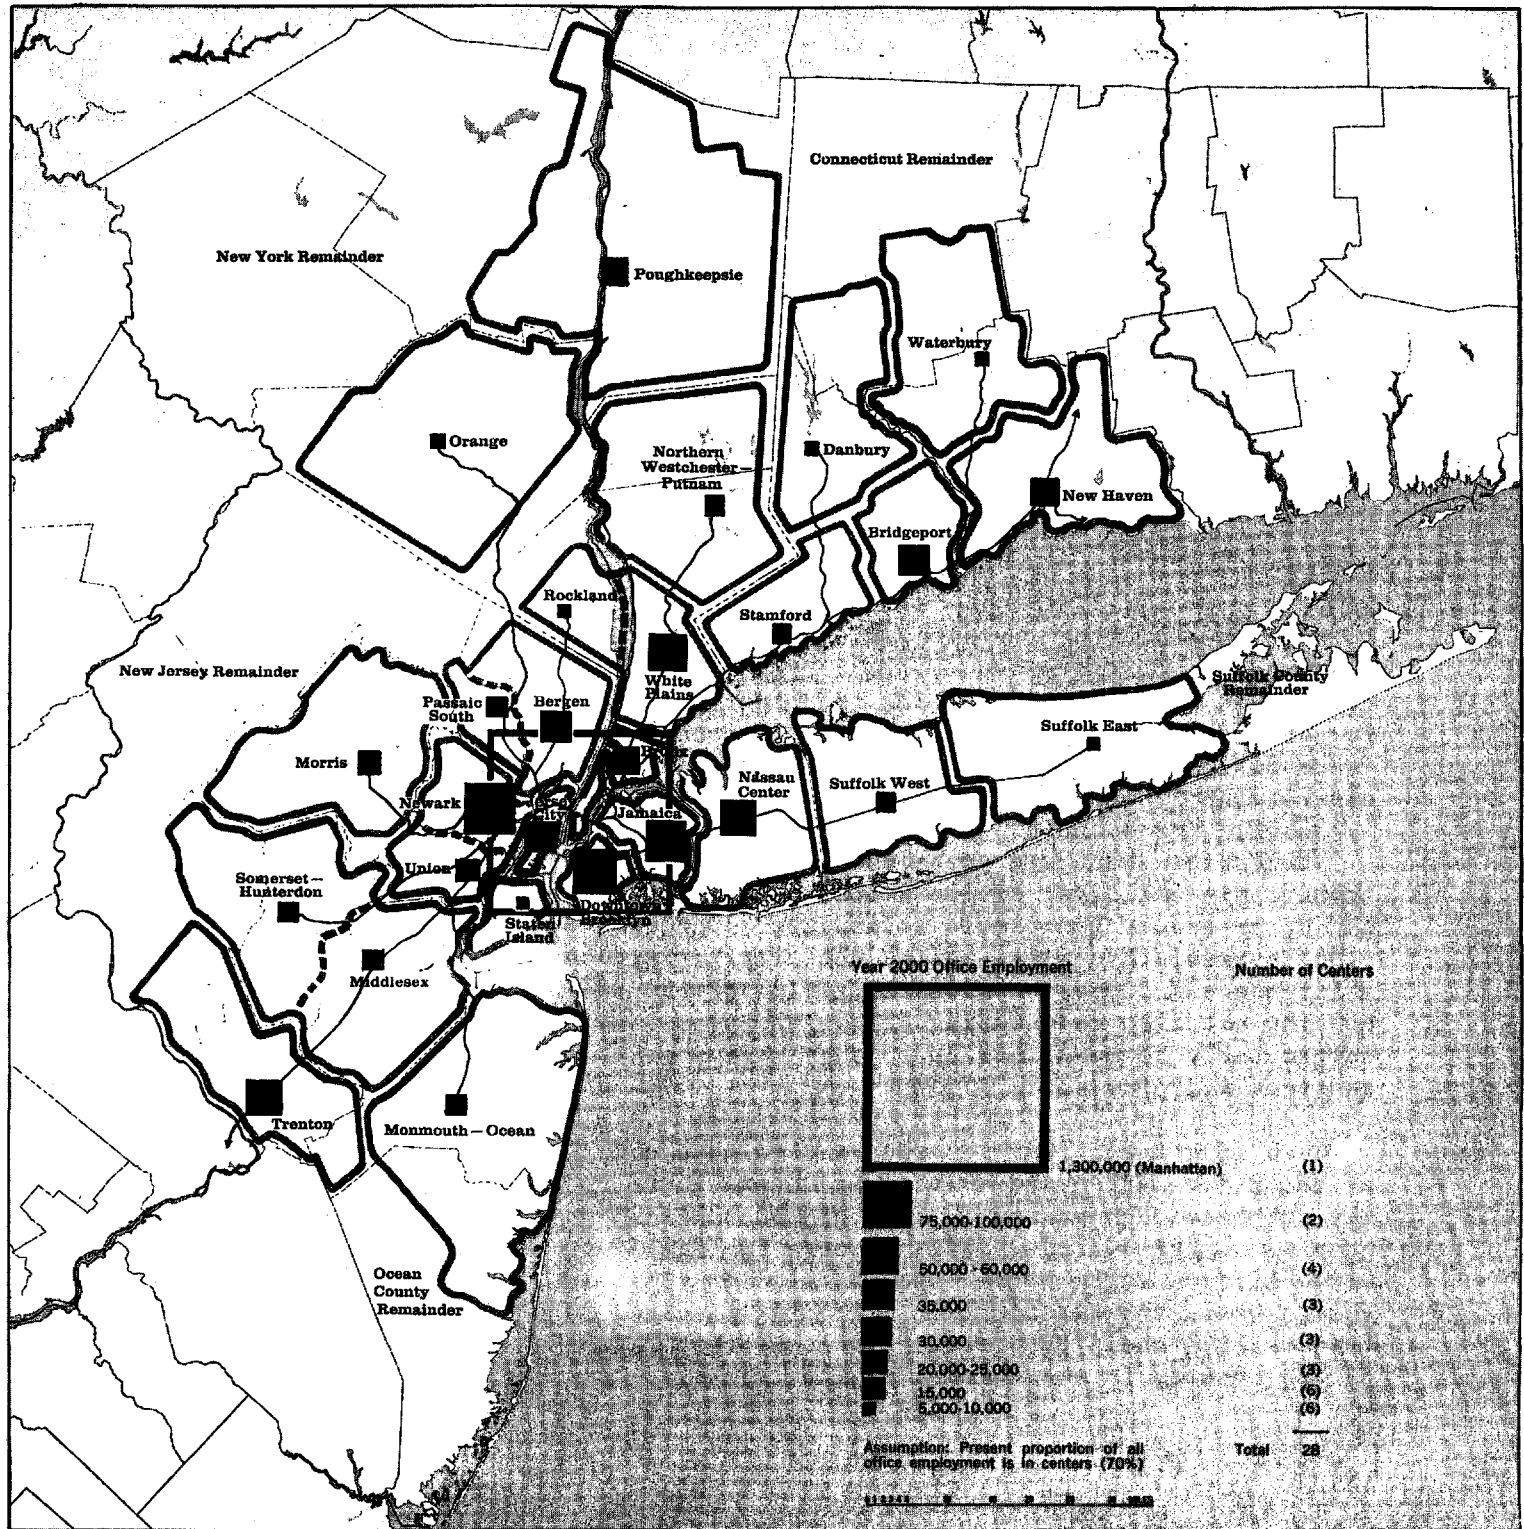 Connecticut Remainder
New York Remainder
Poughkeepsie
Waterbury
Orange
Northern
Westchester–
Putnam
Danbury
New Haven
Bridgeport
Rockland
Stamford
New Jersey Remainder
White
Plains
Suffolk County
Remainder
Passaic
South
Bergen
Suffolk East
Morris
Nassau
Center
Suffolk West
Newark
City
Jamaica
Union
Somerset–
Hunterdon
Downtown
Brooklyn
Staten
Island
Middlesex
Trenton
Monmouth–Ocean
Ocean
County
Remainder
Year 2000 Office Employment Number of Centers
1,300,000 (Manhattan) (1)
75,000-100,000 (2)
50,000-60,000 (4)
35,000 (3)
30,000 (3)
20,000-25,000 (3)
15,000 (6)
5,000-10,000 (6)
Assumption: Present proportion of all
office employment is in centers (70%)
Total 28